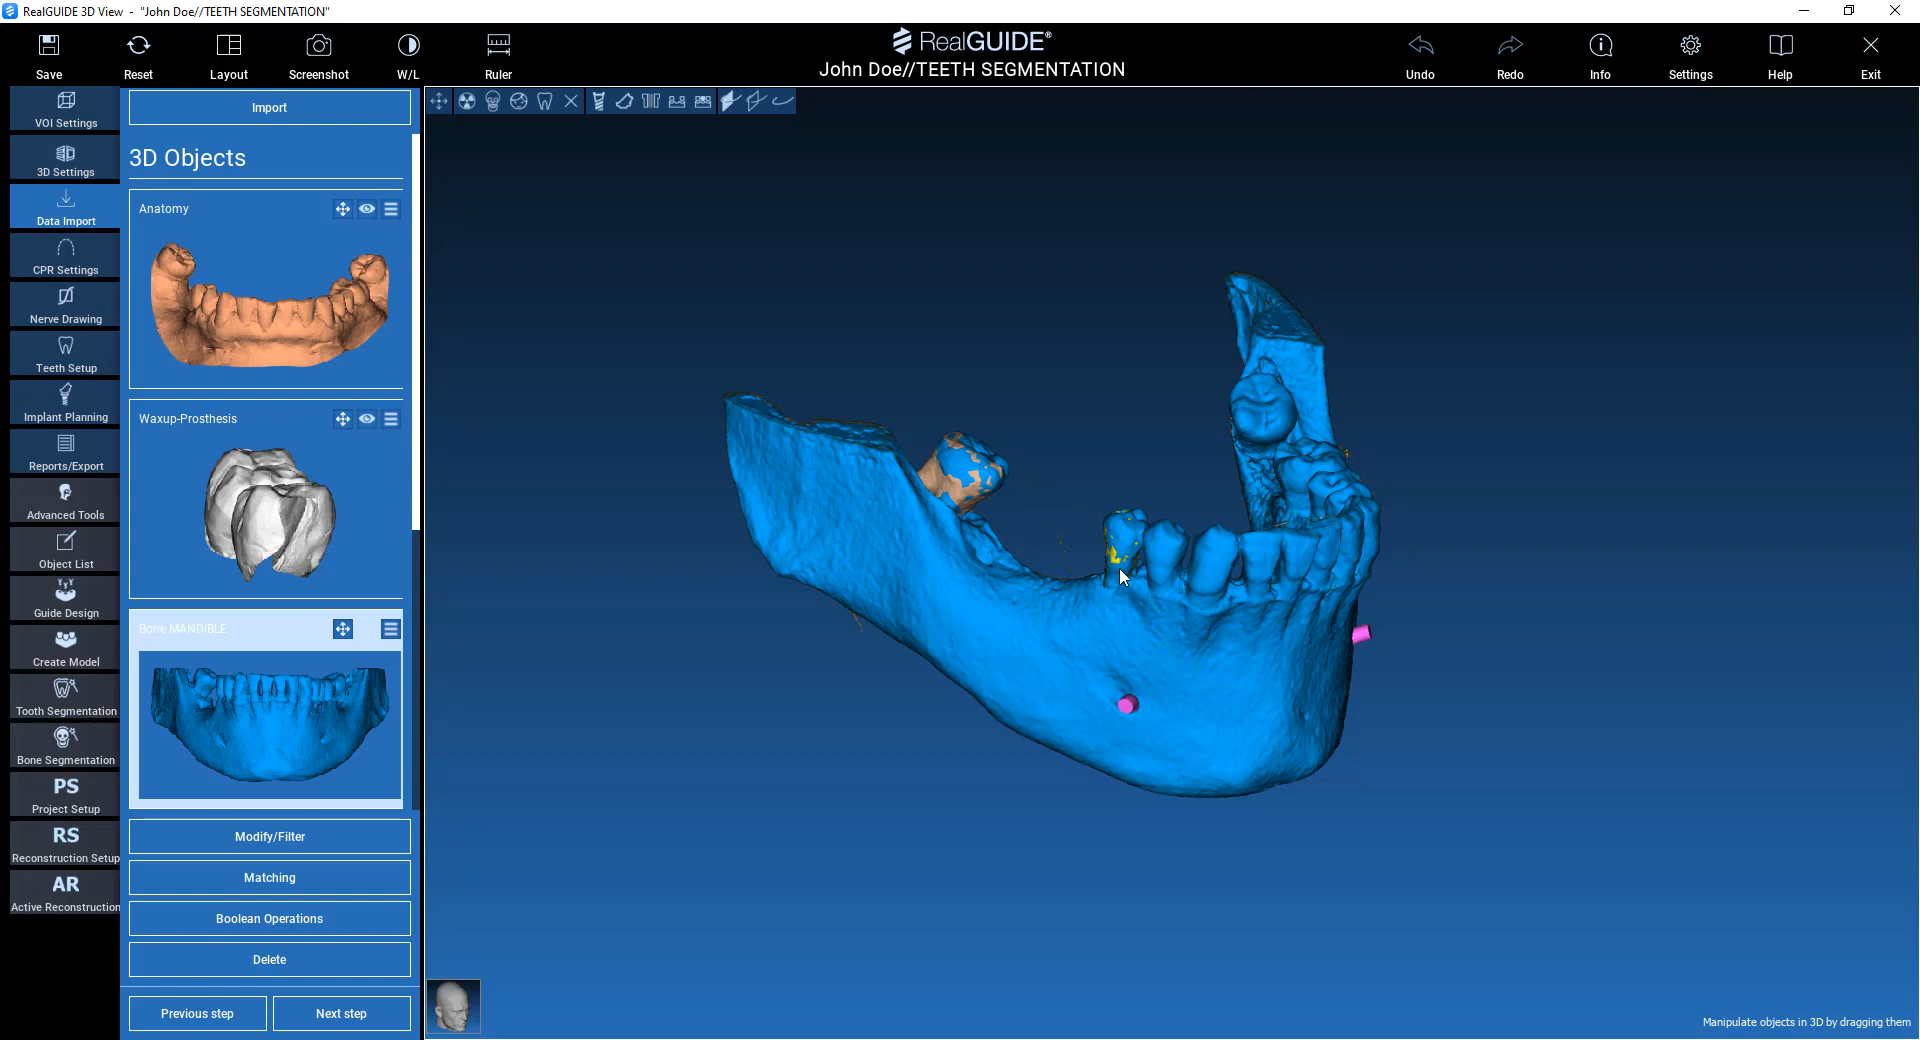 RealGUIDE 3D View - "John Doe//TEETH SEGMENTATION"
Save
Reset
Layout
Screenshot
W/L
Ruler
RealGUIDE®
John Doe//TEETH SEGMENTATION
Undo
Redo
Info
Settings
Help
Exit
VOI Settings
3D Settings
Data Import
CPR Settings
Nerve Drawing
Teeth Setup
Implant Planning
Reports/Export
Advanced Tools
Object List
Guide Design
Create Model
Tooth Segmentation
Bone Segmentation
PS
Project Setup
RS
Reconstruction Setup
AR
Active Reconstruction
Import
3D Objects
Anatomy
Waxup-Prosthesis
Bone MANDIBLE
Modify/Filter
Matching
Boolean Operations
Delete
Previous step
Next step
Manipulate objects in 3D by dragging them